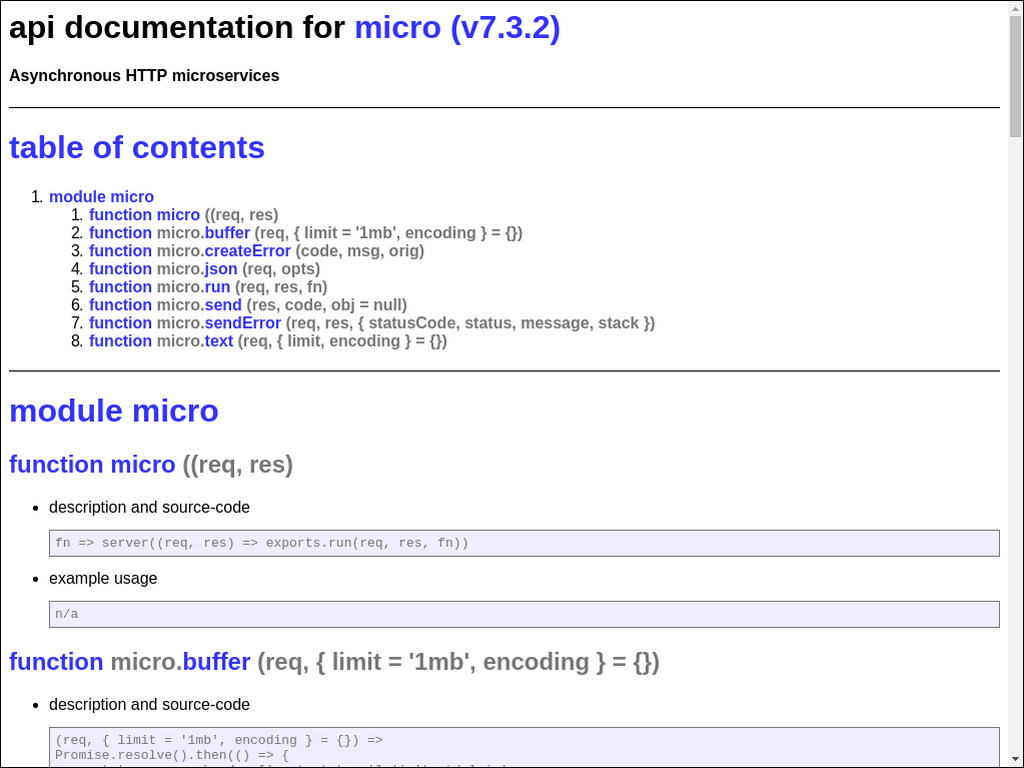 api documentation for micro (v7.3.2)
Asynchronous HTTP microservices
table of contents
1. module micro
1. function micro ((req, res)
2. function micro.buffer (req, { limit = '1mb', encoding } = {})
3. function micro.createError (code, msg, orig)
4. function micro.json (req, opts)
5. function micro.run (req, res, fn)
6. function micro.send (res, code, obj = null)
7. function micro.sendError (req, res, { statusCode, status, message, stack })
8. function micro.text (req, { limit, encoding } = {})
module micro
function micro ((req, res)
• description and source-code
fn => server((req, res) => exports.run(req, res, fn))
• example usage
n/a
function micro.buffer (req, { limit = '1mb', encoding } = {})
• description and source-code
(req, { limit = '1mb', encoding } = {}) =>
Promise.resolve().then(() => {